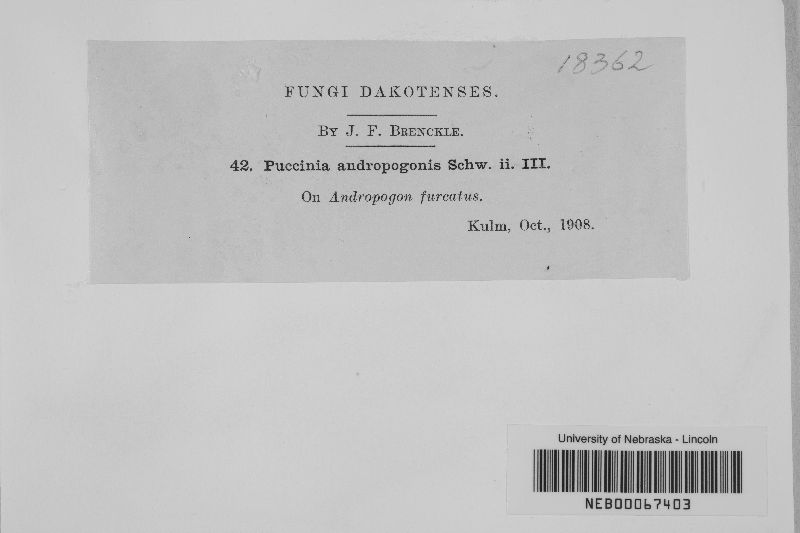 18362
FUNGI DAKOTENSES.
BY J. F. BRENCKLE.
42. Puccinia andropogonis Schw. ii. III.
On Andropogon furcatus.
Kulm, Oct., 1908.
University of Nebraska - Lincoln
NEB00067403